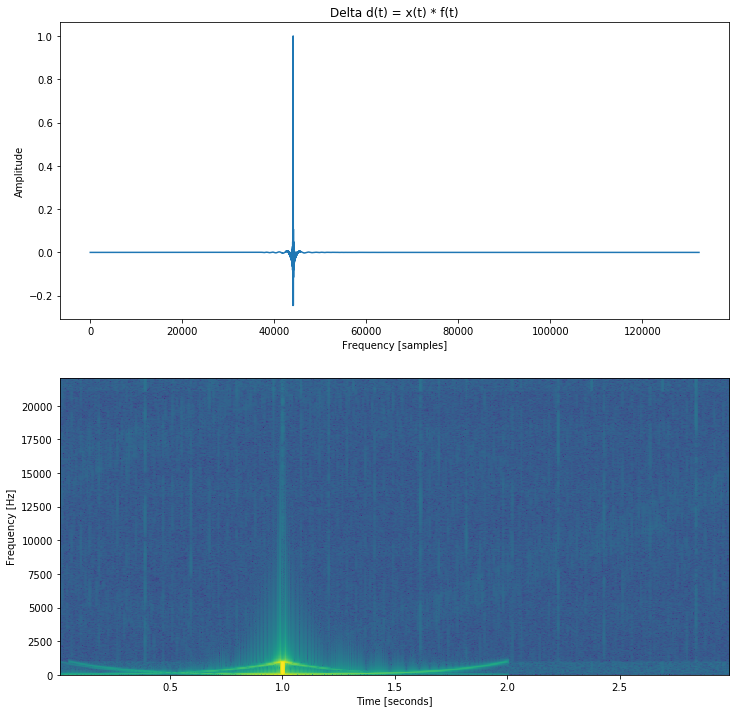 Delta d(t) = x(t) * f(t)
1.0
0.8
0.6
0.4
0.2
0.0
−0.2
Amplitude
0 20000 40000 60000 80000 100000 120000
Frequency [samples]
20000
17500
15000
12500
10000
7500
5000
2500
0
Frequency [Hz]
0.5 1.0 1.5 2.0 2.5
Time [seconds]